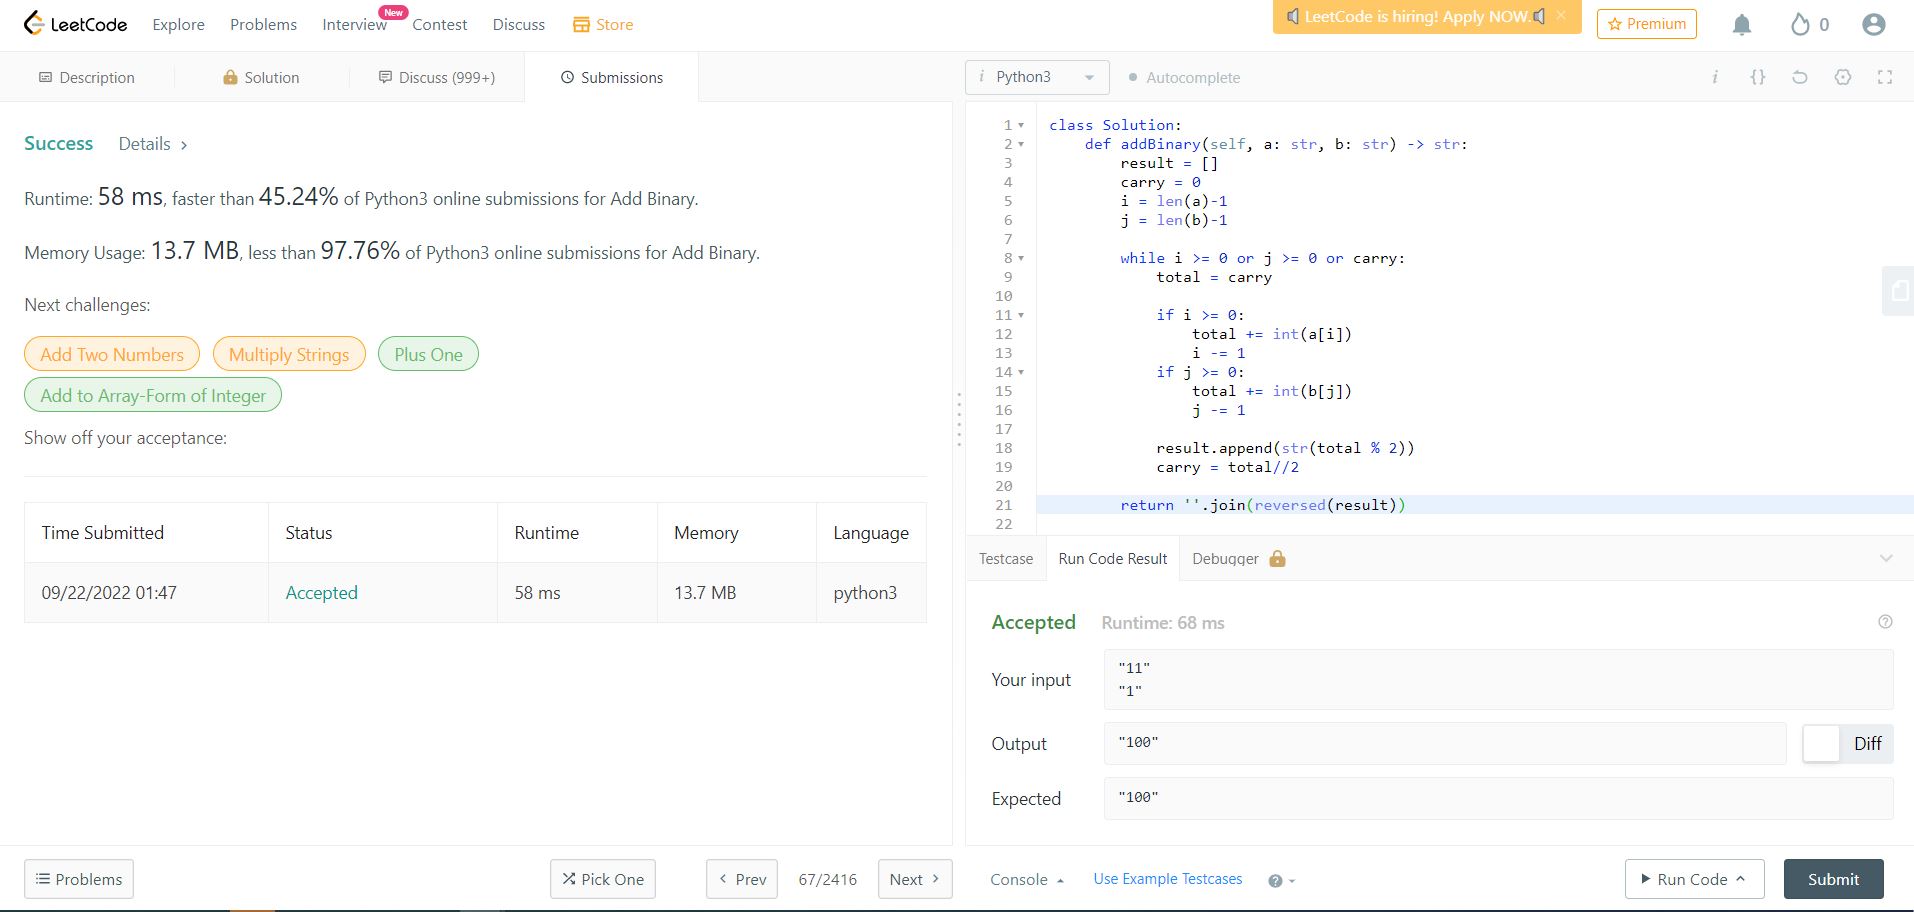 LeetCode Explore Problems Interview New Contest Discuss Store LeetCode is hiring! Apply NOW. × Premium 0
Description Solution Discuss (999+) Submissions
i Python3 Autocomplete i {}
Success Details >
Runtime: 58 ms, faster than 45.24% of Python3 online submissions for Add Binary.
Memory Usage: 13.7 MB, less than 97.76% of Python3 online submissions for Add Binary.
Next challenges:
Add Two Numbers Multiply Strings Plus One
Add to Array-Form of Integer
Show off your acceptance:
Time Submitted Status Runtime Memory Language
09/22/2022 01:47 Accepted 58 ms 13.7 MB python3
1 class Solution:
2     def addBinary(self, a: str, b: str) -> str:
3         result = []
4         carry = 0
5         i = len(a)-1
6         j = len(b)-1
7
8         while i >= 0 or j >= 0 or carry:
9             total = carry
10
11             if i >= 0:
12                 total += int(a[i])
13                 i -= 1
14             if j >= 0:
15                 total += int(b[j])
16                 j -= 1
17
18             result.append(str(total % 2))
19             carry = total//2
20
21         return ''.join(reversed(result))
22
Testcase Run Code Result Debugger
Accepted Runtime: 68 ms ?
Your input
"11"
"1"
Output "100" Diff
Expected "100"
Problems Pick One < Prev 67/2416 Next >
Console Use Example Testcases ? Run Code Submit